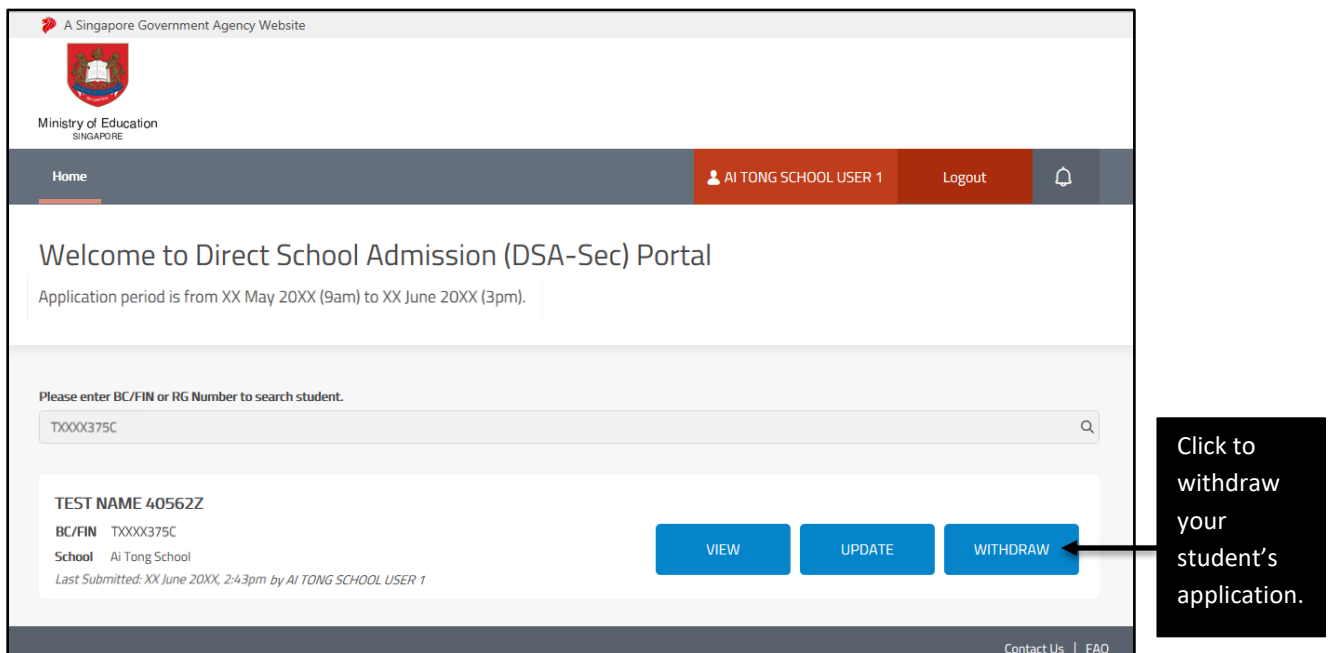 A Singapore Government Agency Website
Ministry of Education
SINGAPORE
Home
AI TONG SCHOOL USER 1
Logout
Welcome to Direct School Admission (DSA-Sec) Portal
Application period is from XX May 20XX (9am) to XX June 20XX (3pm).
Please enter BC/FIN or RG Number to search student.
TXXXX375C
TEST NAME 40562Z
BC/FIN TXXXX375C
School Ai Tong School
Last Submitted: XX June 20XX, 2:43pm by AI TONG SCHOOL USER 1
VIEW
UPDATE
WITHDRAW
Click to
withdraw
your
student’s
application.
Contact Us | FAQ